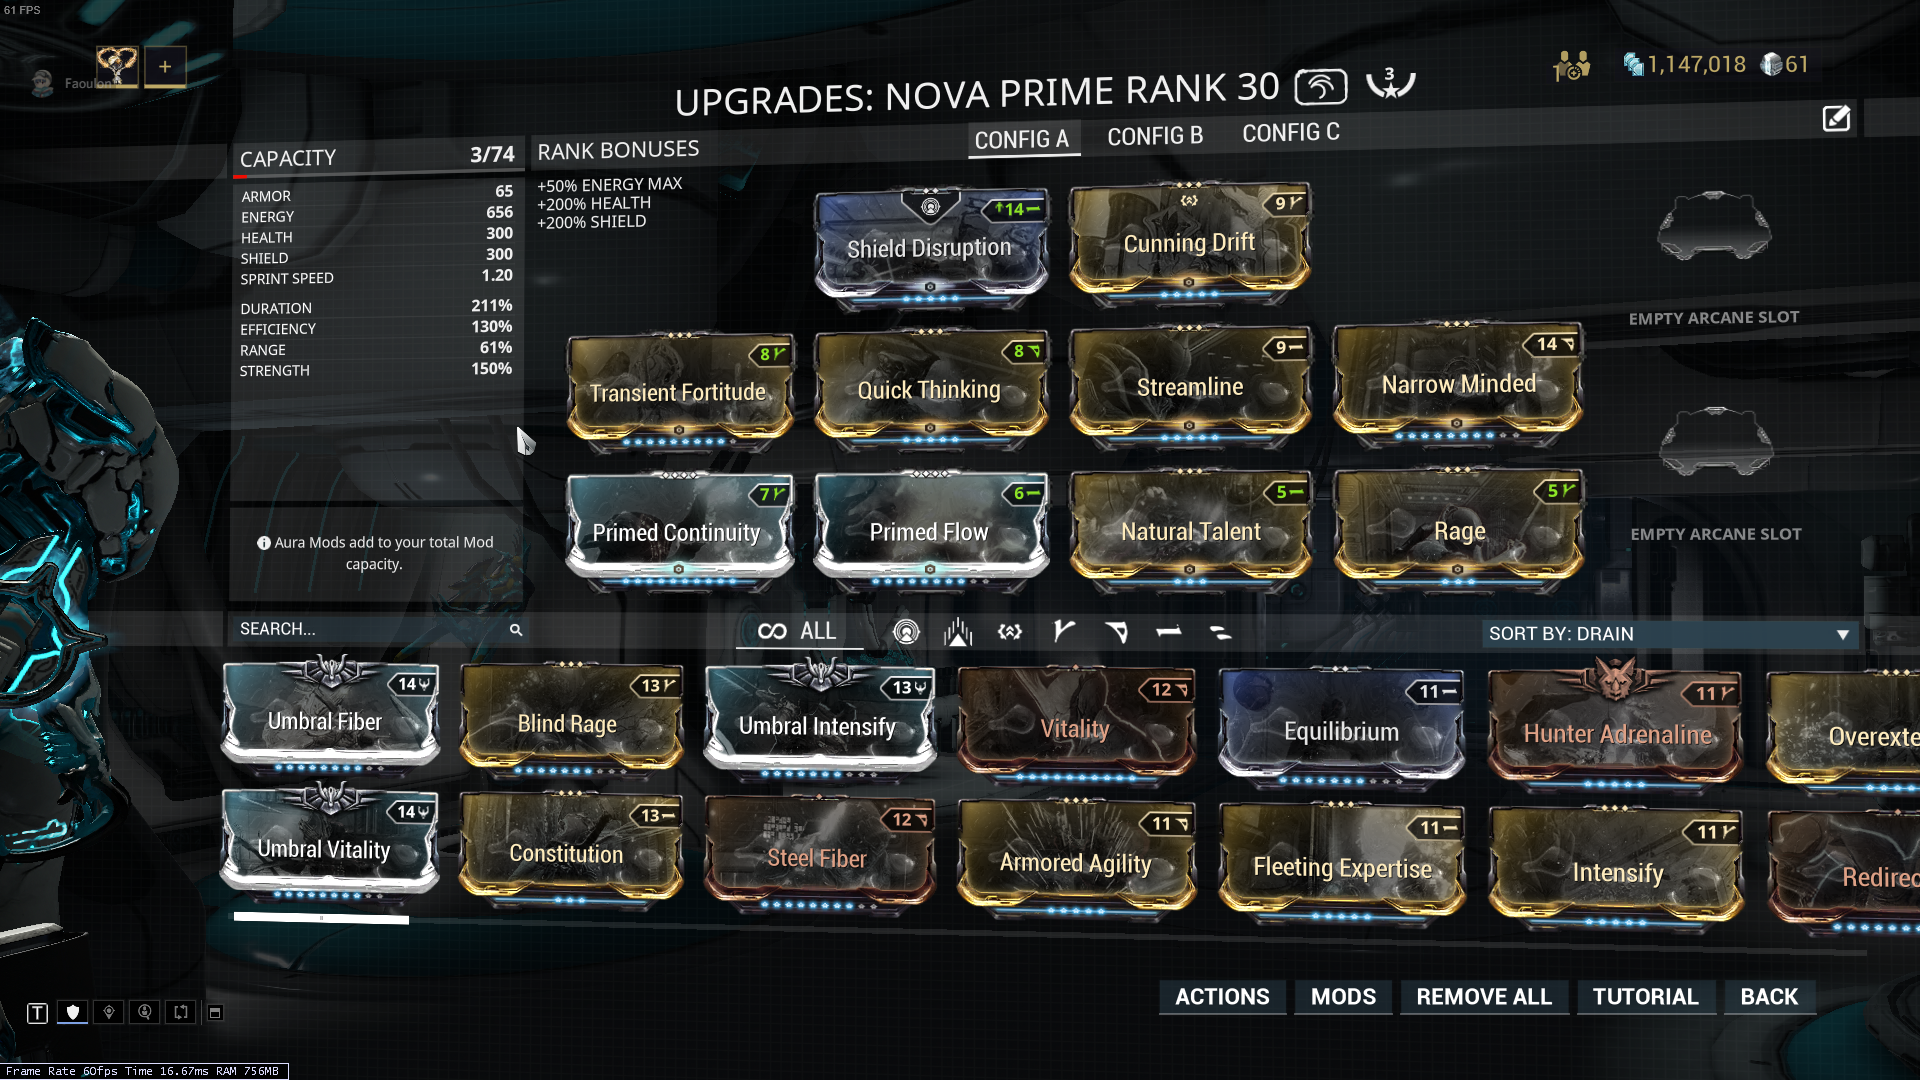 61 FPS
Faoulon
+
UPGRADES: NOVA PRIME RANK 30
3
1,147,018
61
CONFIG A
CONFIG B
CONFIG C
CAPACITY 3/74
ARMOR 65
ENERGY 656
HEALTH 300
SHIELD 300
SPRINT SPEED 1.20
DURATION 211%
EFFICIENCY 130%
RANGE 61%
STRENGTH 150%
RANK BONUSES
+50% ENERGY MAX
+200% HEALTH
+200% SHIELD
Aura Mods add to your total Mod
capacity.
14
Shield Disruption
9
Cunning Drift
8
Transient Fortitude
8
Quick Thinking
9
Streamline
14
Narrow Minded
7
Primed Continuity
6
Primed Flow
5
Natural Talent
5
Rage
EMPTY ARCANE SLOT
EMPTY ARCANE SLOT
SEARCH...
ALL
SORT BY: DRAIN
14
Umbral Fiber
13
Blind Rage
13
Umbral Intensify
12
Vitality
11
Equilibrium
11
Hunter Adrenaline
Overexte
14
Umbral Vitality
13
Constitution
12
Steel Fiber
11
Armored Agility
11
Fleeting Expertise
11
Intensify
Redirec
T
ACTIONS
MODS
REMOVE ALL
TUTORIAL
BACK
Frame Rate 60fps Time 16.67ms RAM 756MB